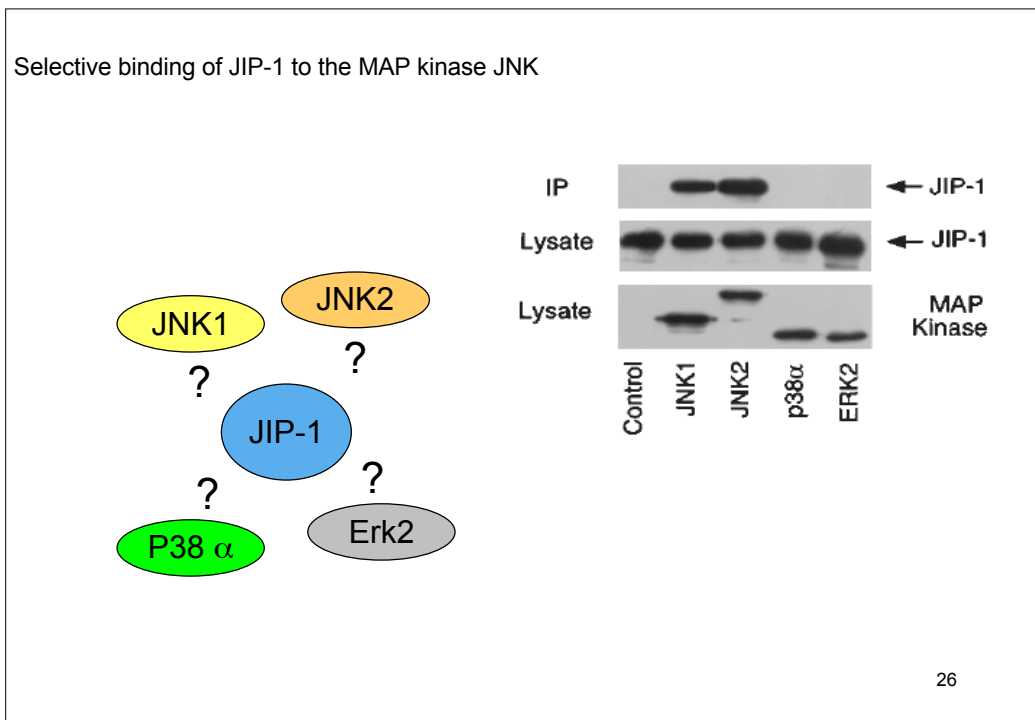 Selective binding of JIP-1 to the MAP kinase JNK
IP
JIP-1
Lysate
JIP-1
Lysate
MAP
Kinase
Control
JNK1
JNK2
p38α
ERK2
JNK1
JNK2
?
?
JIP-1
?
?
P38 α
Erk2
26